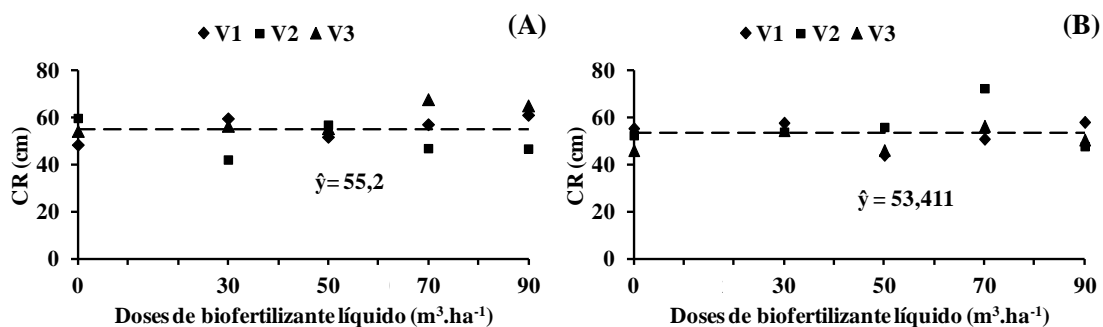 ◆ V1 ■ V2 ▲ V3
(A)
CR (cm)
80
60
40
20
0
ŷ = 55,2
0 30 50 70 90
Doses de biofertilizante líquido (m³.ha⁻¹)
◆ V1 ■ V2 ▲ V3
(B)
CR (cm)
80
60
40
20
0
ŷ = 53,411
0 30 50 70 90
Doses de biofertilizante líquido (m³.ha⁻¹)